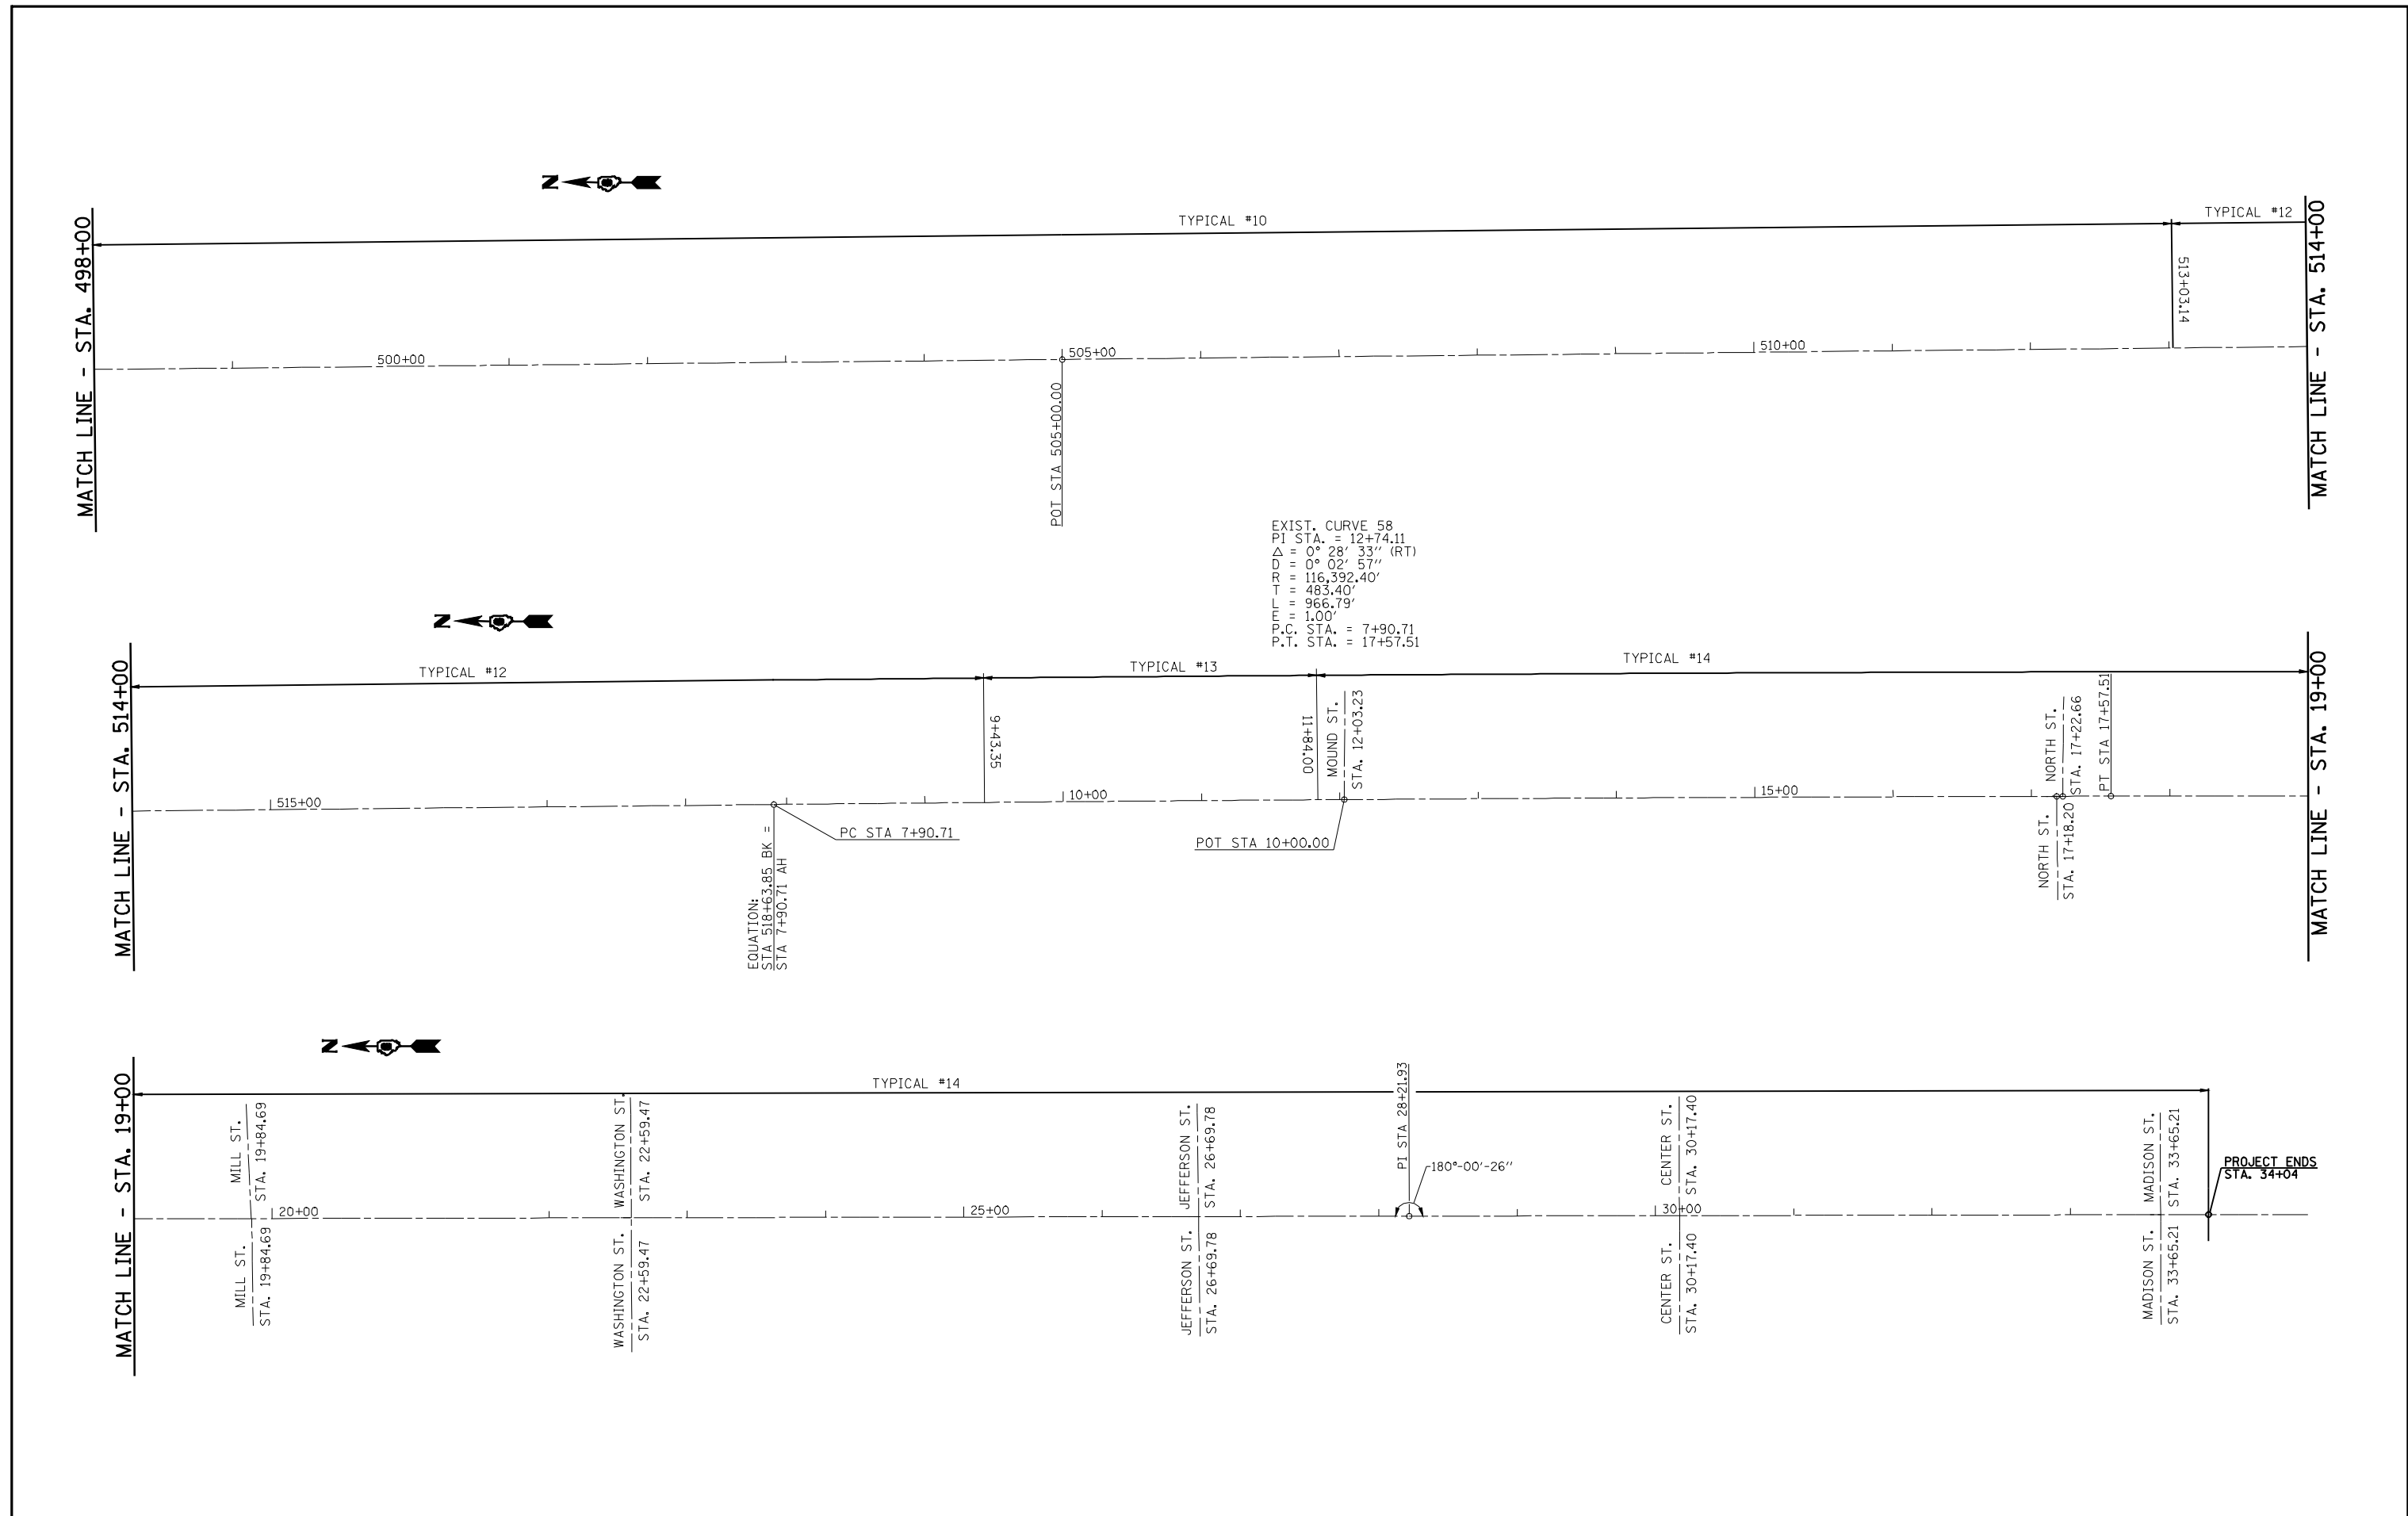 N
TYPICAL #10
TYPICAL #12
MATCH LINE - STA. 498+00
MATCH LINE - STA. 514+00
513+03.14
500+00
505+00
510+00
POT STA 505+00.00
EXIST. CURVE 58
PI STA. = 12+74.11
Δ = 0° 28′ 33″ (RT)
D = 0° 02′ 57″
R = 116,392.40′
T = 483.40′
L = 966.79′
E = 1.00′
P.C. STA. = 7+90.71
P.T. STA. = 17+57.51
N
TYPICAL #12
TYPICAL #13
TYPICAL #14
MATCH LINE - STA. 514+00
MATCH LINE - STA. 19+00
9+43.35
11+84.00
MOUND ST.
STA. 12+03.23
NORTH ST.
STA. 17+22.66
PT STA 17+57.51
515+00
10+00
15+00
PC STA 7+90.71
POT STA 10+00.00
EQUATION:
STA 518+63.85 BK =
STA 7+90.71 AH
NORTH ST.
STA. 17+18.20
N
TYPICAL #14
MATCH LINE - STA. 19+00
MILL ST.
STA. 19+84.69
WASHINGTON ST.
STA. 22+59.47
JEFFERSON ST.
STA. 26+69.78
PI STA 28+21.93
180°-00′-26″
CENTER ST.
STA. 30+17.40
MADISON ST.
STA. 33+65.21
PROJECT ENDS
STA. 34+04
20+00
25+00
30+00
MILL ST.
STA. 19+84.69
WASHINGTON ST.
STA. 22+59.47
JEFFERSON ST.
STA. 26+69.78
CENTER ST.
STA. 30+17.40
MADISON ST.
STA. 33+65.21